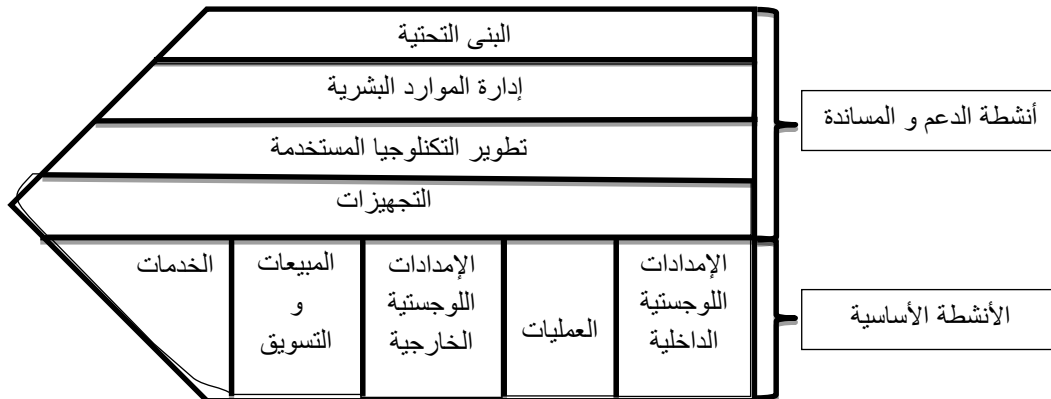 البنى التحتية
إدارة الموارد البشرية
أنشطة الدعم و المساندة
تطوير التكنلوجيا المستخدمة
التجهيزات
الإمدادات
اللوجستية
الداخلية
العمليات
الإمدادات
اللوجستية
الخارجية
المبيعات
و
التسويق
الخدمات
الأنشطة الأساسية